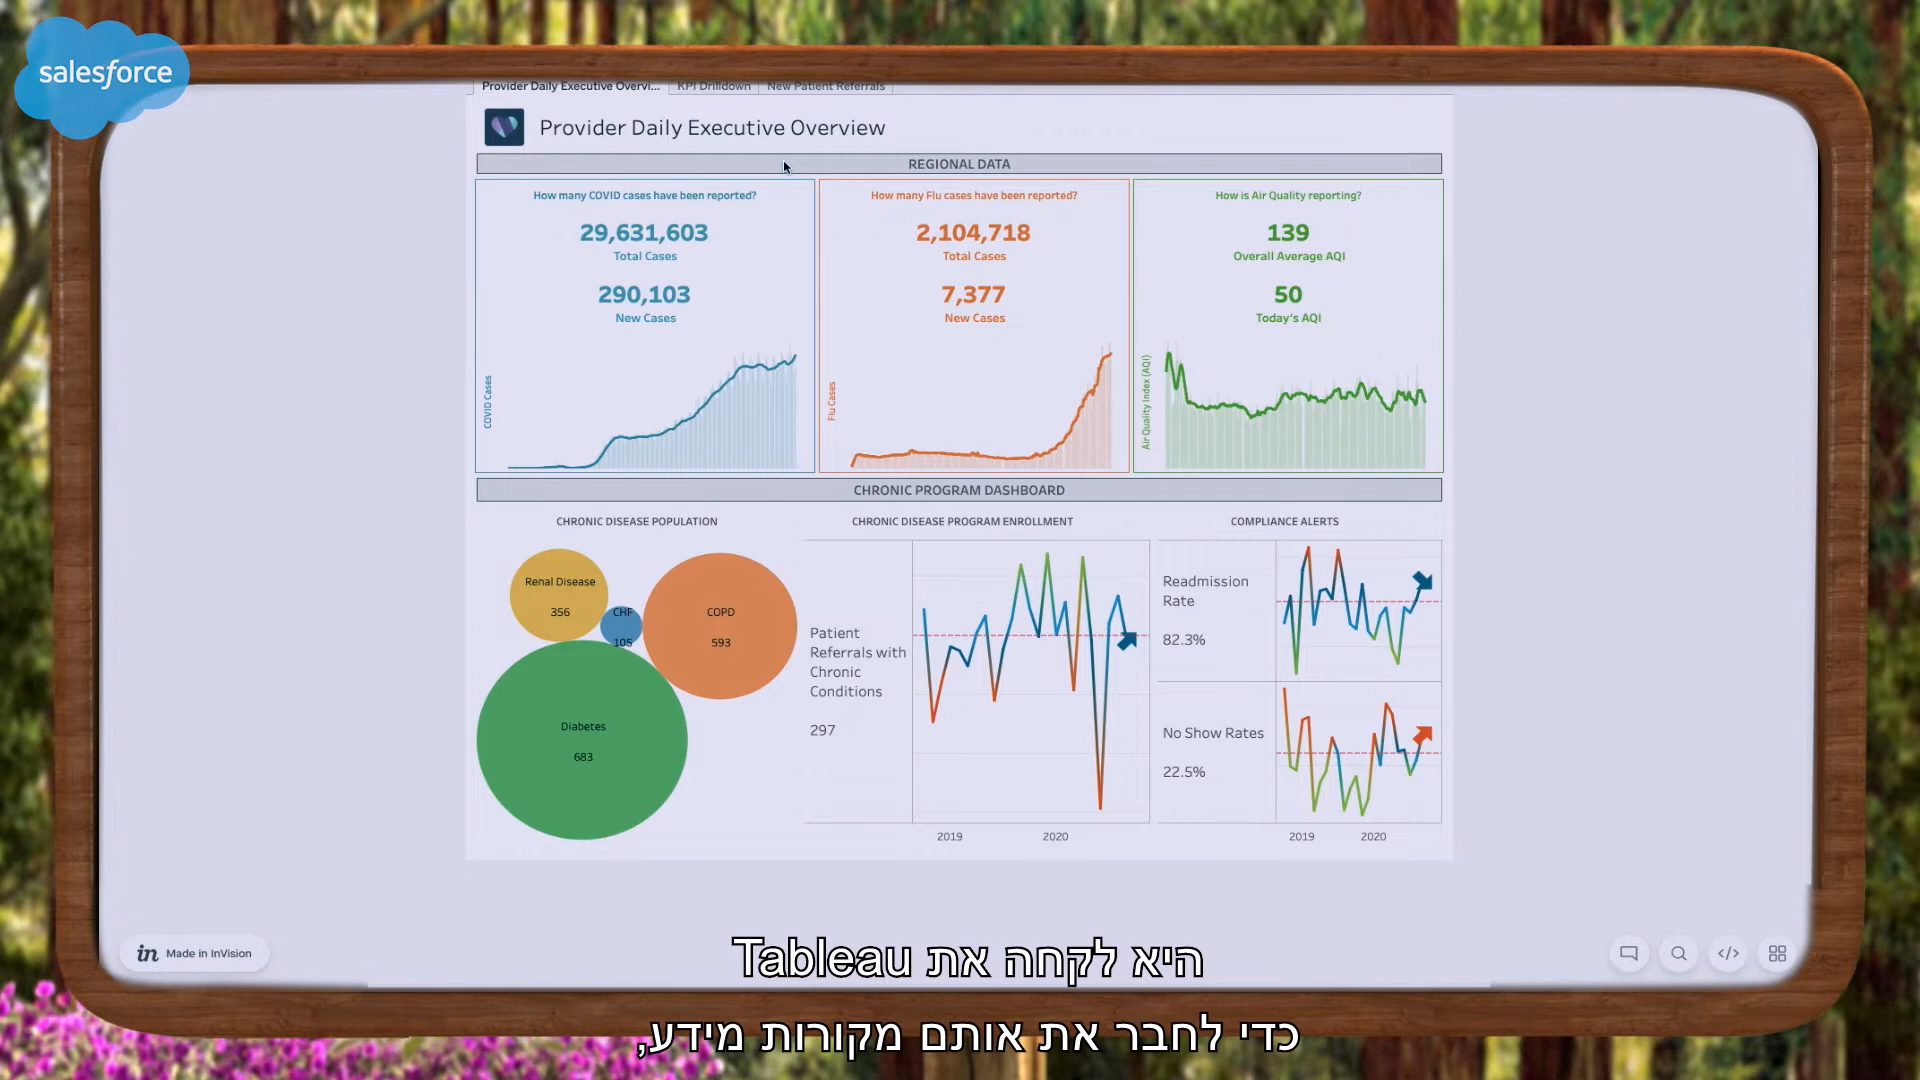 salesforce
Provider Daily Executive Overvi...
KPI Drilldown
New Patient Referrals
Provider Daily Executive Overview
REGIONAL DATA
How many COVID cases have been reported?
29,631,603
Total Cases
290,103
New Cases
COVID Cases
How many Flu cases have been reported?
2,104,718
Total Cases
7,377
New Cases
Flu Cases
How is Air Quality reporting?
139
Overall Average AQI
50
Today's AQI
Air Quality Index (AQI)
CHRONIC PROGRAM DASHBOARD
CHRONIC DISEASE POPULATION
Renal Disease
356
CHF
105
COPD
593
Diabetes
683
CHRONIC DISEASE PROGRAM ENROLLMENT
Patient
Referrals with
Chronic
Conditions
297
2019
2020
COMPLIANCE ALERTS
Readmission
Rate
82.3%
No Show Rates
22.5%
2019
2020
in Made in InVision
היא לקחה את Tableau
כדי לחבר את אותם מקורות מידע,